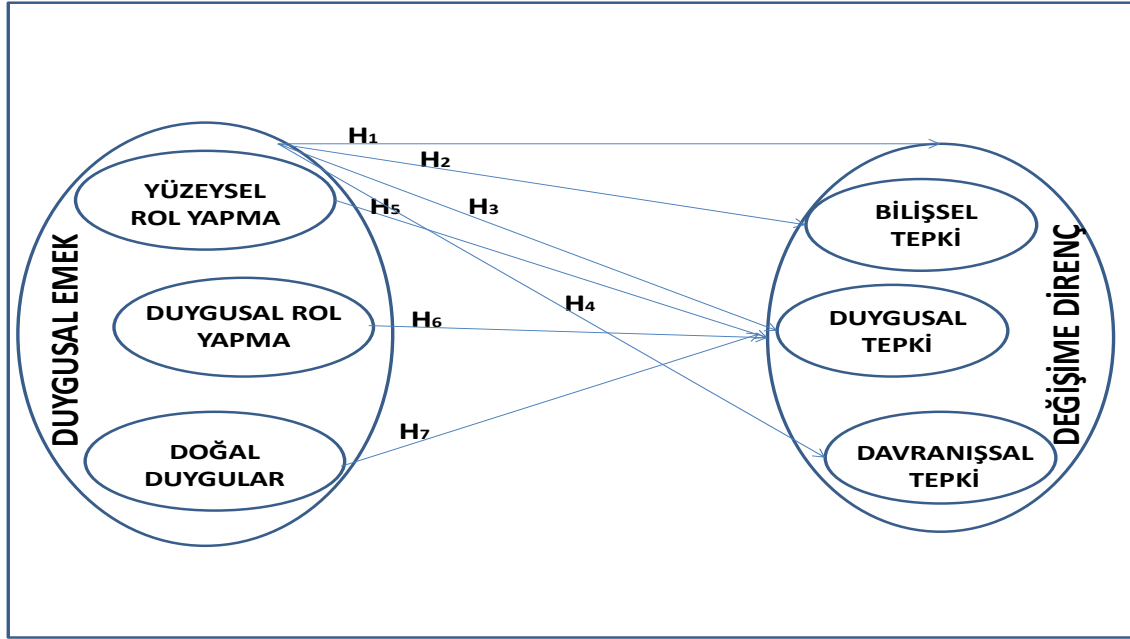 DUYGUSAL EMEK
YÜZEYSEL
ROL YAPMA
DUYGUSAL ROL
YAPMA
DOĞAL
DUYGULAR
H₁
H₂
H₃
H₅
H₄
H₆
H₇
BİLİŞSEL
TEPKİ
DUYGUSAL
TEPKİ
DAVRANIŞSAL
TEPKİ
DEĞİŞİME DİRENÇ